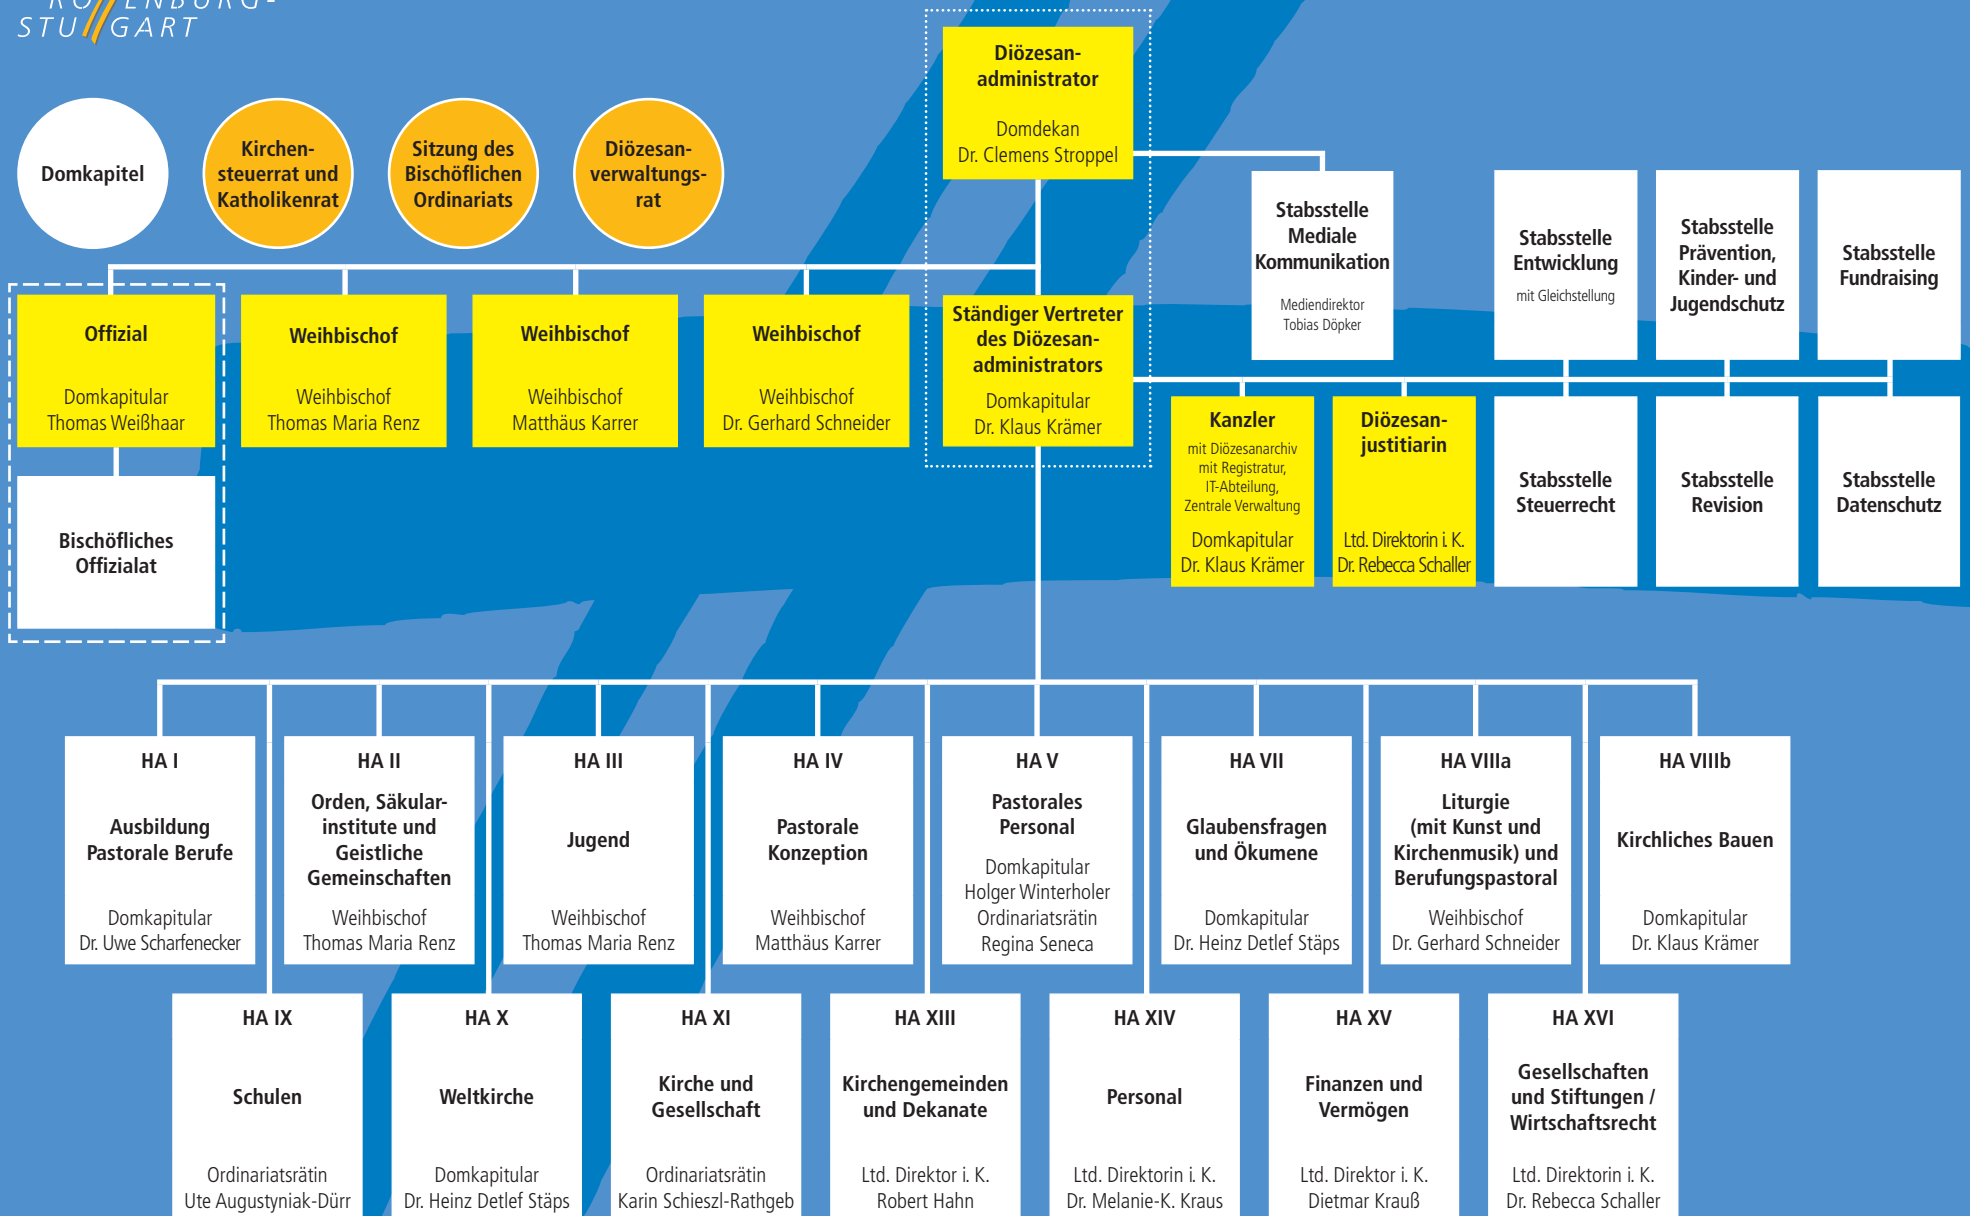 ROTTENBURG-
STUTTGART
Domkapitel
Kirchen-
steuerrat und
Katholikenrat
Sitzung des
Bischöflichen
Ordinariats
Diözesan-
verwaltungs-
rat
Diözesan-
administrator
Domdekan
Dr. Clemens Stroppel
Stabsstelle
Mediale
Kommunikation
Mediendirektor
Tobias Döpker
Stabsstelle
Entwicklung
mit Gleichstellung
Stabsstelle
Prävention,
Kinder- und
Jugendschutz
Stabsstelle
Fundraising
Offizial
Domkapitular
Thomas Weißhaar
Weihbischof
Weihbischof
Thomas Maria Renz
Weihbischof
Weihbischof
Matthäus Karrer
Weihbischof
Weihbischof
Dr. Gerhard Schneider
Ständiger Vertreter
des Diözesan-
administrators
Domkapitular
Dr. Klaus Krämer
Kanzler
mit Diözesanarchiv
mit Registratur,
IT-Abteilung,
Zentrale Verwaltung
Domkapitular
Dr. Klaus Krämer
Diözesan-
justitiarin
Ltd. Direktorin i. K.
Dr. Rebecca Schaller
Stabsstelle
Steuerrecht
Stabsstelle
Revision
Stabsstelle
Datenschutz
Bischöfliches
Offizialat
HA I
Ausbildung
Pastorale Berufe
Domkapitular
Dr. Uwe Scharfenecker
HA II
Orden, Säkular-
institute und
Geistliche
Gemeinschaften
Weihbischof
Thomas Maria Renz
HA III
Jugend
Weihbischof
Thomas Maria Renz
HA IV
Pastorale
Konzeption
Weihbischof
Matthäus Karrer
HA V
Pastorales
Personal
Domkapitular
Holger Winterholer
Ordinariatsrätin
Regina Seneca
HA VII
Glaubensfragen
und Ökumene
Domkapitular
Dr. Heinz Detlef Stäps
HA VIIIa
Liturgie
(mit Kunst und
Kirchenmusik) und
Berufungspastoral
Weihbischof
Dr. Gerhard Schneider
HA VIIIb
Kirchliches Bauen
Domkapitular
Dr. Klaus Krämer
HA IX
Schulen
Ordinariatsrätin
Ute Augustyniak-Dürr
HA X
Weltkirche
Domkapitular
Dr. Heinz Detlef Stäps
HA XI
Kirche und
Gesellschaft
Ordinariatsrätin
Karin Schieszl-Rathgeb
HA XIII
Kirchengemeinden
und Dekanate
Ltd. Direktor i. K.
Robert Hahn
HA XIV
Personal
Ltd. Direktorin i. K.
Dr. Melanie-K. Kraus
HA XV
Finanzen und
Vermögen
Ltd. Direktor i. K.
Dietmar Krauß
HA XVI
Gesellschaften
und Stiftungen /
Wirtschaftsrecht
Ltd. Direktorin i. K.
Dr. Rebecca Schaller